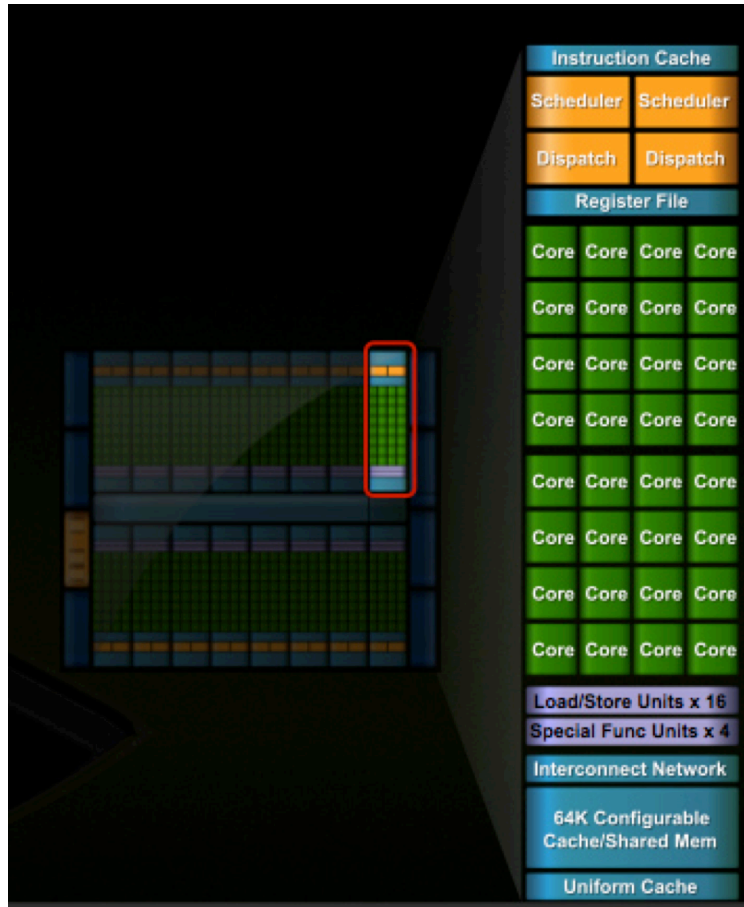 Instruction Cache
Scheduler Scheduler
Dispatch Dispatch
Register File
Core Core Core Core
Core Core Core Core
Core Core Core Core
Core Core Core Core
Core Core Core Core
Core Core Core Core
Core Core Core Core
Core Core Core Core
Load/Store Units x 16
Special Func Units x 4
Interconnect Network
64K Configurable
Cache/Shared Mem
Uniform Cache